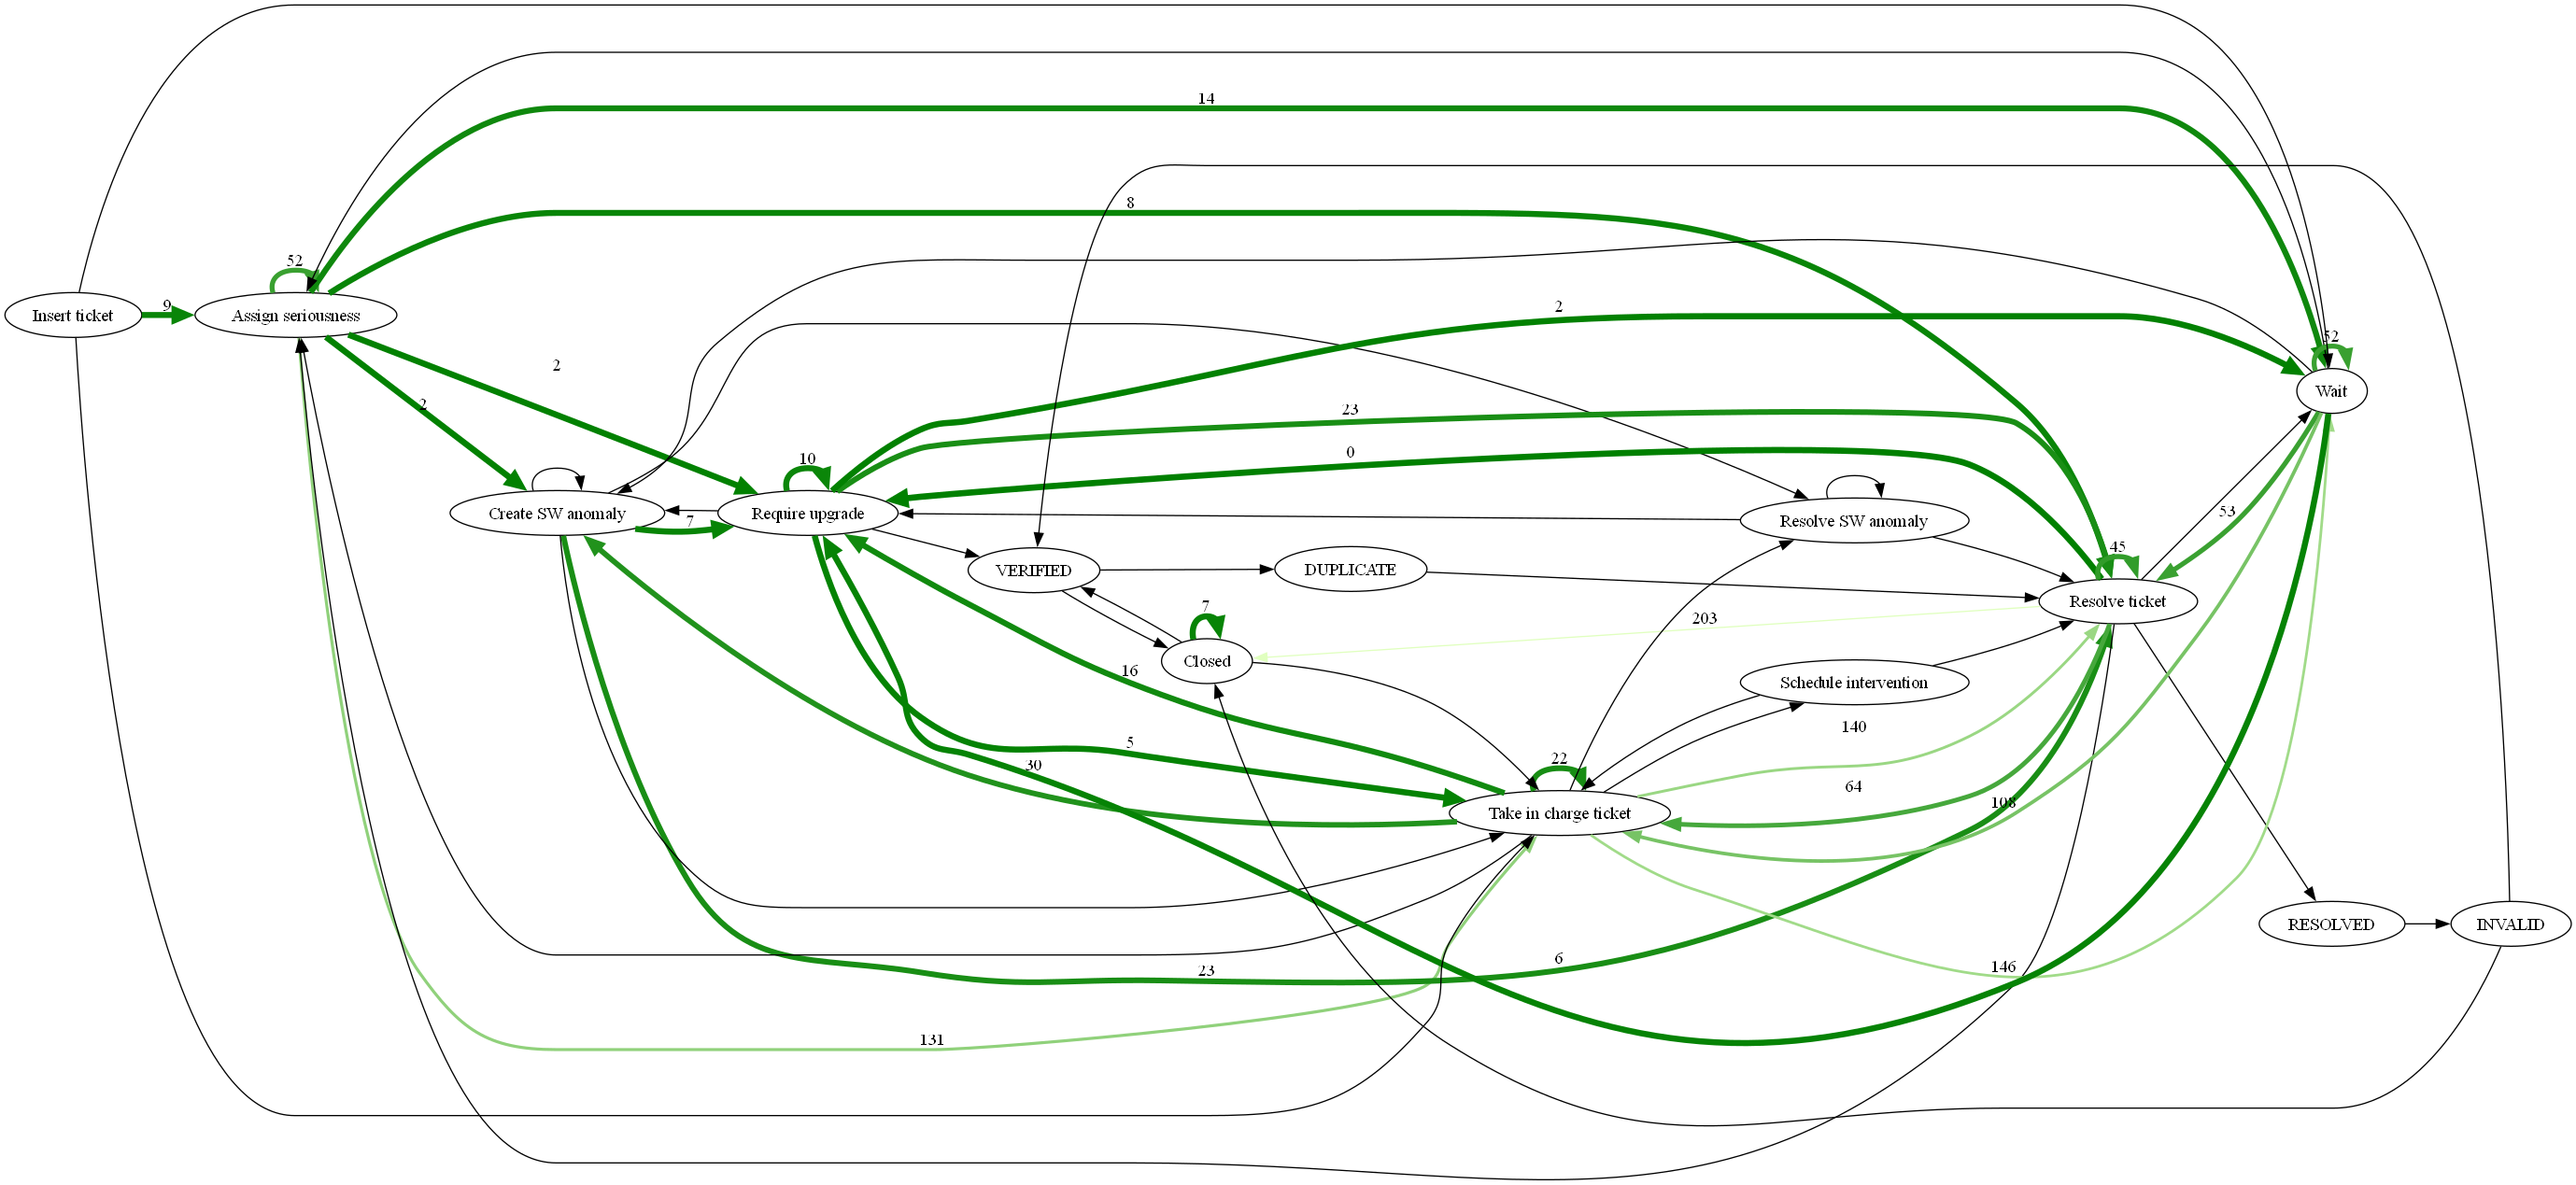 14
8
52
9
Insert ticket
Assign seriousness
2
52
2
Wait
2
23
0
10
7
Create SW anomaly
Require upgrade
53
Resolve SW anomaly
45
VERIFIED
DUPLICATE
7
203
Resolve ticket
16
Closed
Schedule intervention
140
5
30
22
64
108
Take in charge ticket
RESOLVED
INVALID
6
23
146
131